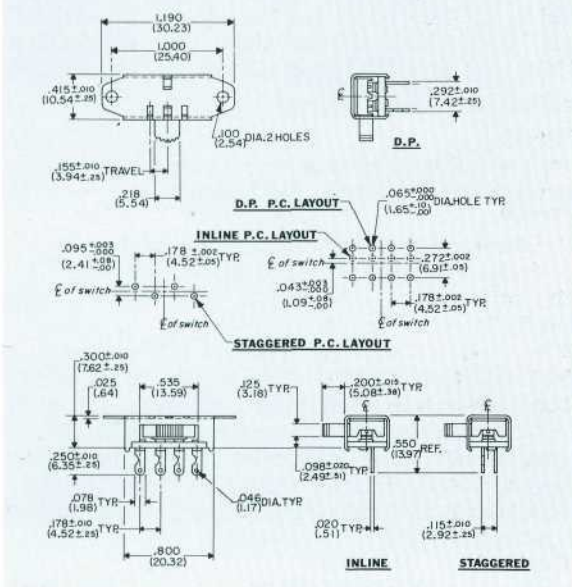 1.190
(30.23)
1.000
(25.40)
.415±.010
(10.54±.25)
.100 DIA. 2 HOLES
(2.54)
.155±.010 TRAVEL
(3.94±.25)
.218
(5.54)
.292±.010
(7.42±.25)
℄
D.P.
D.P. P.C. LAYOUT
.065+.000 -.000 DIA. HOLE TYP.
(1.65+.10 -.00)
INLINE P.C. LAYOUT
.095+.003 -.000
(2.41+.08 -.00)
.178±.002 TYP.
(4.52±.05)
℄ of switch
℄ of switch
STAGGERED P.C. LAYOUT
℄ of switch
.043+.003 -.000
(1.09+.08 -.00)
.272±.002
(6.91±.05)
.178±.002 TYP.
(4.52±.05)
℄ of switch
.300±.010
(7.62±.25)
.025
(.64)
.535
(13.59)
.250±.010
(6.35±.25)
.078 TYP.
(1.98)
.178±.010 TYP.
(4.52±.25)
.046 DIA. TYP.
(1.17)
.800
(20.32)
.125 TYP.
(3.18)
.200±.015 TYP.
(5.08±.38)
℄
.550 REF.
(13.97)
.098±.020 TYP.
(2.49±.51)
.020 TYP.
(.51)
INLINE
℄
.115±.010
(2.92±.25)
STAGGERED